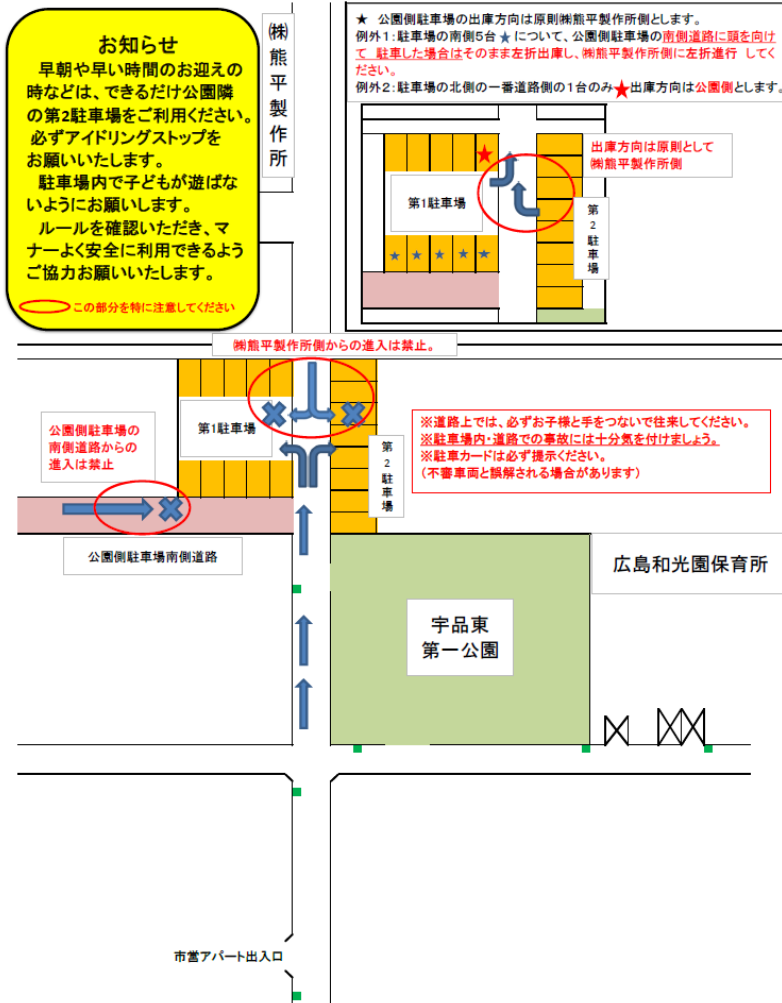 お知らせ
早朝や早い時間のお迎えの
時などは、できるだけ公園隣
の第2駐車場をご利用ください。
必ずアイドリングストップを
お願いいたします。
駐車場内で子どもが遊ばな
いようにお願いします。
ルールを確認いただき、マ
ナーよく安全に利用できるよう
ご協力お願いいたします。
この部分を特に注意してください
㈱熊平製作所
★ 公園側駐車場の出庫方向は原則㈱熊平製作所側とします。
例外1:駐車場の南側5台★について、公園側駐車場の南側道路に頭を向け
て 駐車した場合はそのまま左折出庫し、㈱熊平製作所側に左折進行 してく
ださい。
例外2:駐車場の北側の一番道路側の1台のみ★出庫方向は公園側とします。
出庫方向は原則として
㈱熊平製作所側
第1駐車場
第2駐車場
㈱熊平製作所側からの進入は禁止。
公園側駐車場の
南側道路からの
進入は禁止
第1駐車場
第2駐車場
※道路上では、必ずお子様と手をつないで往来してください。
※駐車場内・道路での事故には十分気を付けましょう。
※駐車カードは必ず提示ください。
(不審車両と誤解される場合があります)
公園側駐車場南側道路
広島和光園保育所
宇品東
第一公園
市営アパート出入口